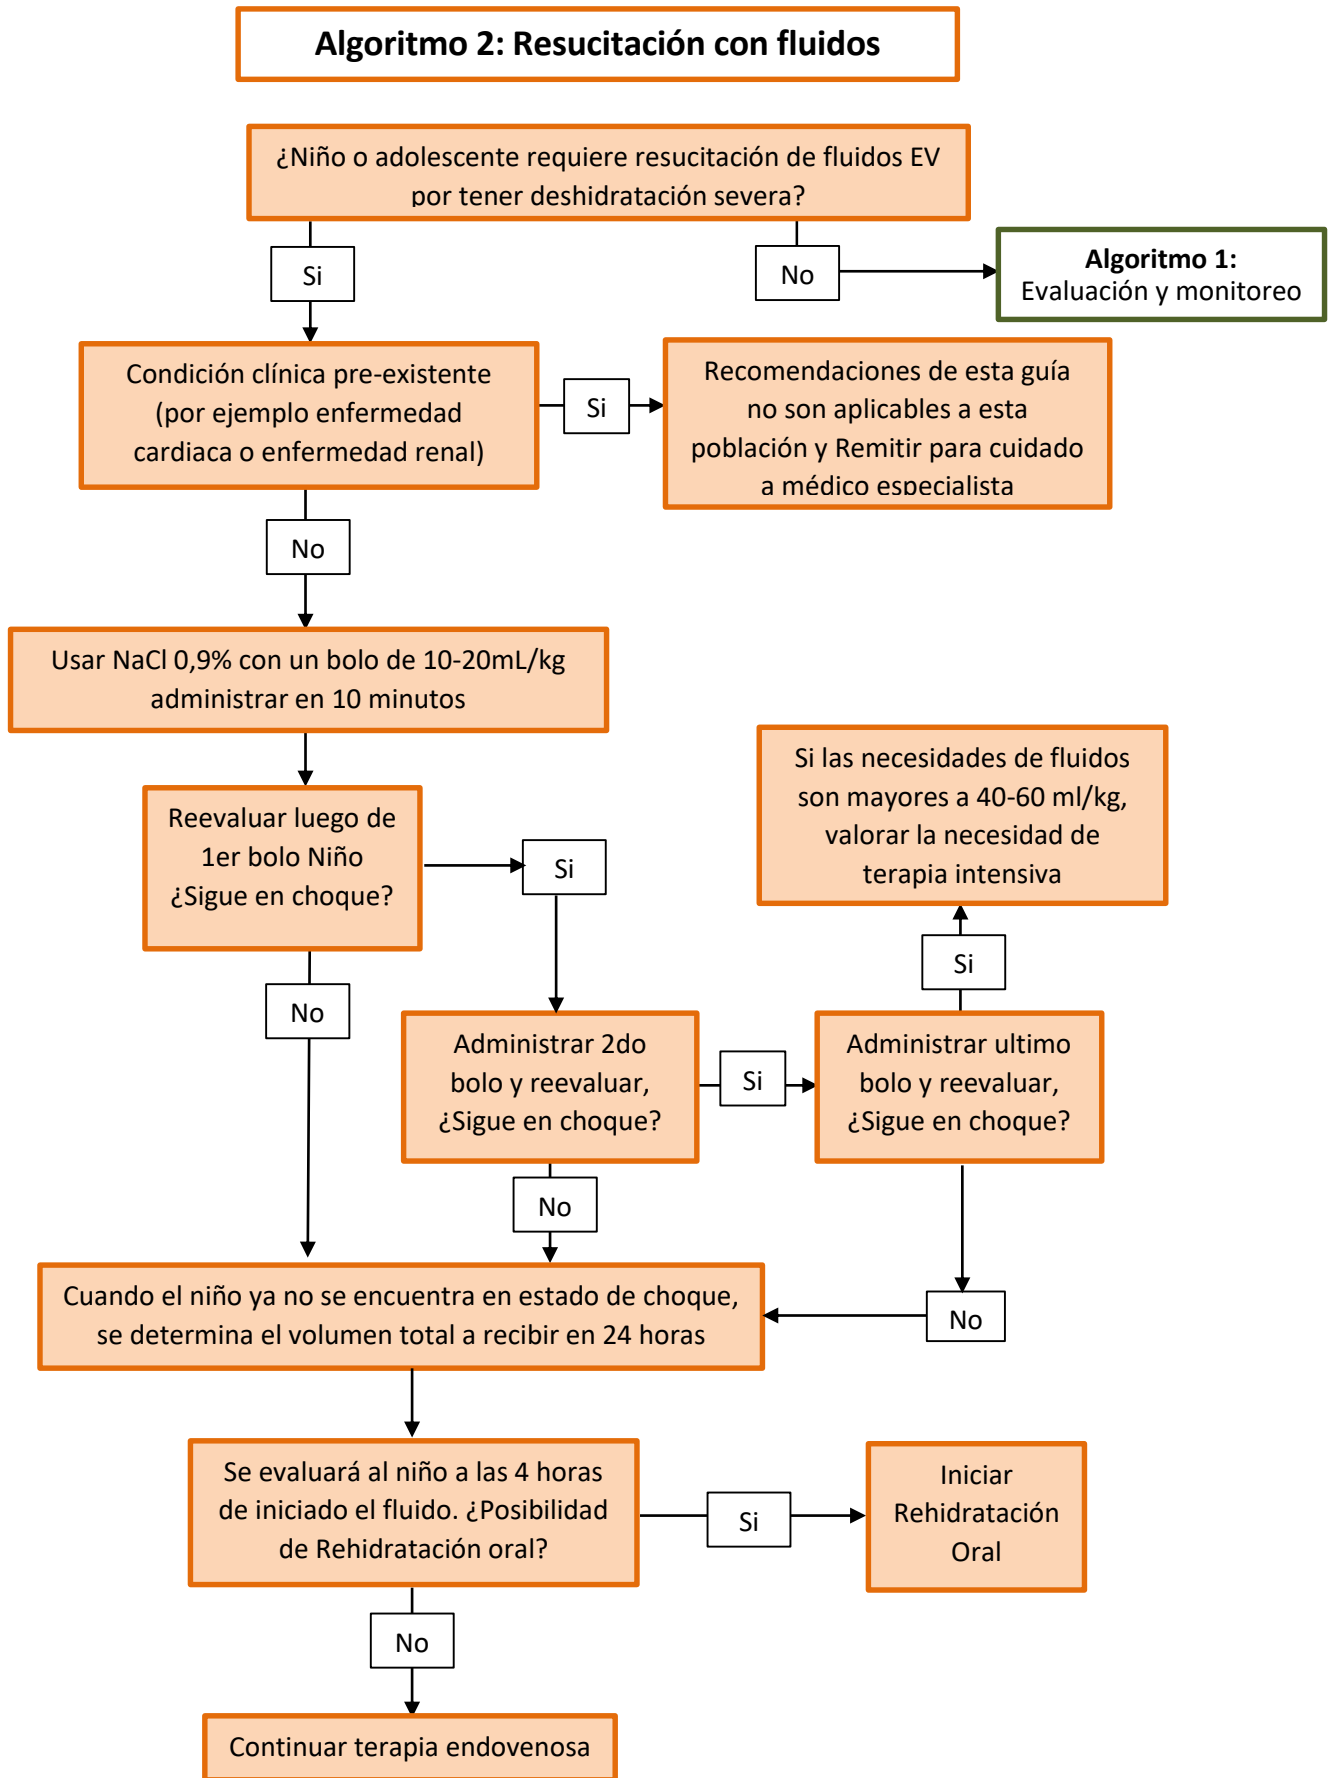 Algoritmo 2: Resucitación con fluidos
¿Niño o adolescente requiere resucitación de fluidos EV
por tener deshidratación severa?
Si
No
Algoritmo 1:
Evaluación y monitoreo
Condición clínica pre-existente
(por ejemplo enfermedad
cardiaca o enfermedad renal)
Si
Recomendaciones de esta guía
no son aplicables a esta
población y Remitir para cuidado
a médico especialista
No
Usar NaCl 0,9% con un bolo de 10-20mL/kg
administrar en 10 minutos
Reevaluar luego de
1er bolo Niño
¿Sigue en choque?
Si
Si las necesidades de fluidos
son mayores a 40-60 ml/kg,
valorar la necesidad de
terapia intensiva
Si
No
Administrar 2do
bolo y reevaluar,
¿Sigue en choque?
Si
Administrar ultimo
bolo y reevaluar,
¿Sigue en choque?
No
Cuando el niño ya no se encuentra en estado de choque,
se determina el volumen total a recibir en 24 horas
No
Se evaluará al niño a las 4 horas
de iniciado el fluido. ¿Posibilidad
de Rehidratación oral?
Si
Iniciar
Rehidratación
Oral
No
Continuar terapia endovenosa